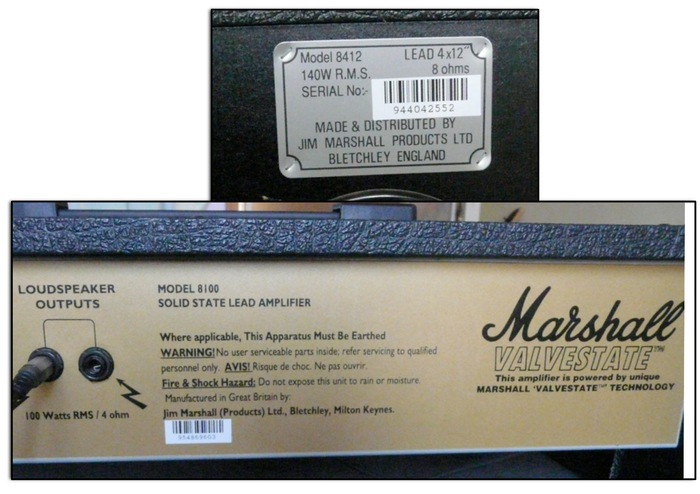 Model 8412 LEAD 4x12"
140W R.M.S. 8 ohms
SERIAL No:-
944042552
MADE & DISTRIBUTED BY
JIM MARSHALL PRODUCTS LTD
BLETCHLEY ENGLAND
LOUDSPEAKER
OUTPUTS
100 Watts RMS / 4 ohm
MODEL 8100
SOLID STATE LEAD AMPLIFIER
Where applicable, This Apparatus Must Be Earthed
WARNING! No user serviceable parts inside; refer servicing to qualified
personnel only. AVIS! Risque de choc. Ne pas ouvrir.
Fire & Shock Hazard: Do not expose this unit to rain or moisture.
Manufactured in Great Britain by:
Jim Marshall (Products) Ltd., Bletchley, Milton Keynes.
Marshall
VALVESTATE™
This amplifier is powered by unique
MARSHALL 'VALVESTATE'™ TECHNOLOGY